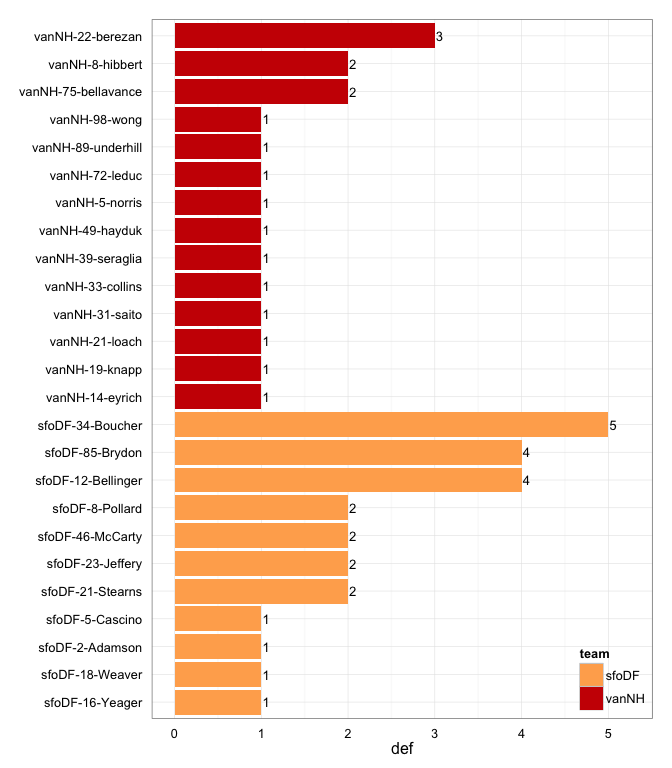 vanNH-22-berezan 3
vanNH-8-hibbert 2
vanNH-75-bellavance 2
vanNH-98-wong 1
vanNH-89-underhill 1
vanNH-72-leduc 1
vanNH-5-norris 1
vanNH-49-hayduk 1
vanNH-39-seraglia 1
vanNH-33-collins 1
vanNH-31-saito 1
vanNH-21-loach 1
vanNH-19-knapp 1
vanNH-14-eyrich 1
sfoDF-34-Boucher 5
sfoDF-85-Brydon 4
sfoDF-12-Bellinger 4
sfoDF-8-Pollard 2
sfoDF-46-McCarty 2
sfoDF-23-Jeffery 2
sfoDF-21-Stearns 2
sfoDF-5-Cascino 1
sfoDF-2-Adamson 1
sfoDF-18-Weaver 1
sfoDF-16-Yeager 1
team
sfoDF
vanNH
0 1 2 3 4 5
def